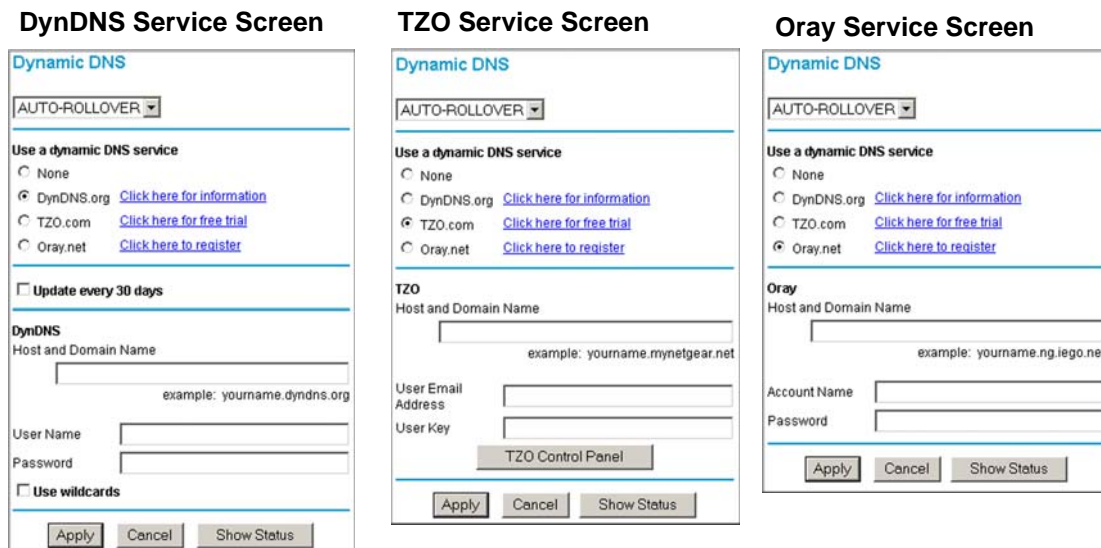 DynDNS Service Screen
Dynamic DNS
AUTO-ROLLOVER
Use a dynamic DNS service
None
DynDNS.org Click here for information
TZO.com Click here for free trial
Oray.net Click here to register
Update every 30 days
DynDNS
Host and Domain Name
example: yourname.dyndns.org
User Name
Password
Use wildcards
Apply Cancel Show Status
TZO Service Screen
Dynamic DNS
AUTO-ROLLOVER
Use a dynamic DNS service
None
DynDNS.org Click here for information
TZO.com Click here for free trial
Oray.net Click here to register
TZO
Host and Domain Name
example: yourname.mynetgear.net
User Email
Address
User Key
TZO Control Panel
Apply Cancel Show Status
Oray Service Screen
Dynamic DNS
AUTO-ROLLOVER
Use a dynamic DNS service
None
DynDNS.org Click here for information
TZO.com Click here for free trial
Oray.net Click here to register
Oray
Host and Domain Name
example: yourname.ng.iego.ne
Account Name
Password
Apply Cancel Show Status